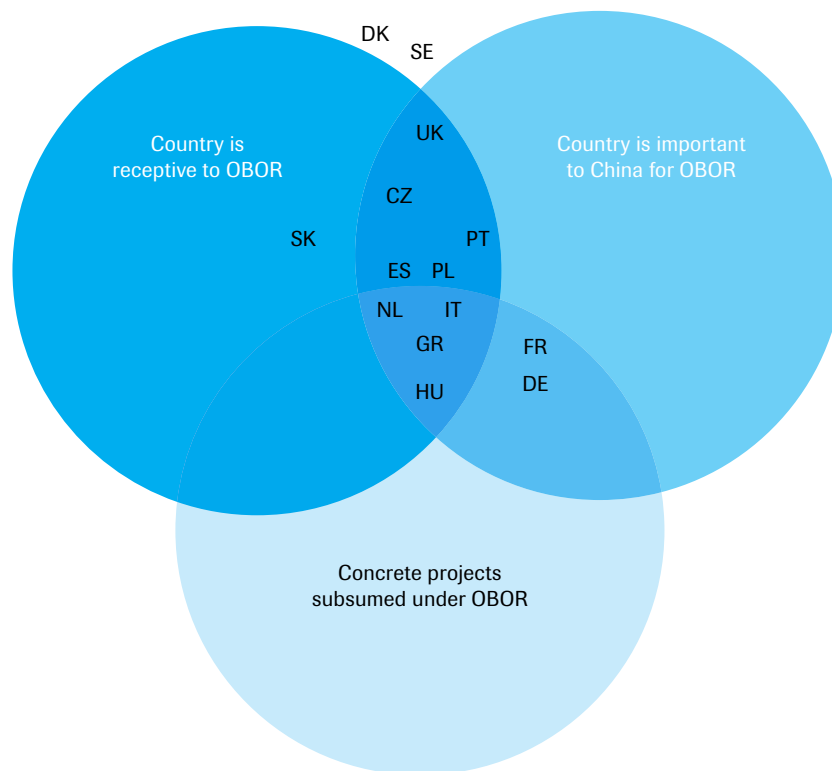 DK
SE
UK
Country is
receptive to OBOR
Country is important
to China for OBOR
CZ
SK
PT
ES PL
NL IT
GR
FR
DE
HU
Concrete projects
subsumed under OBOR